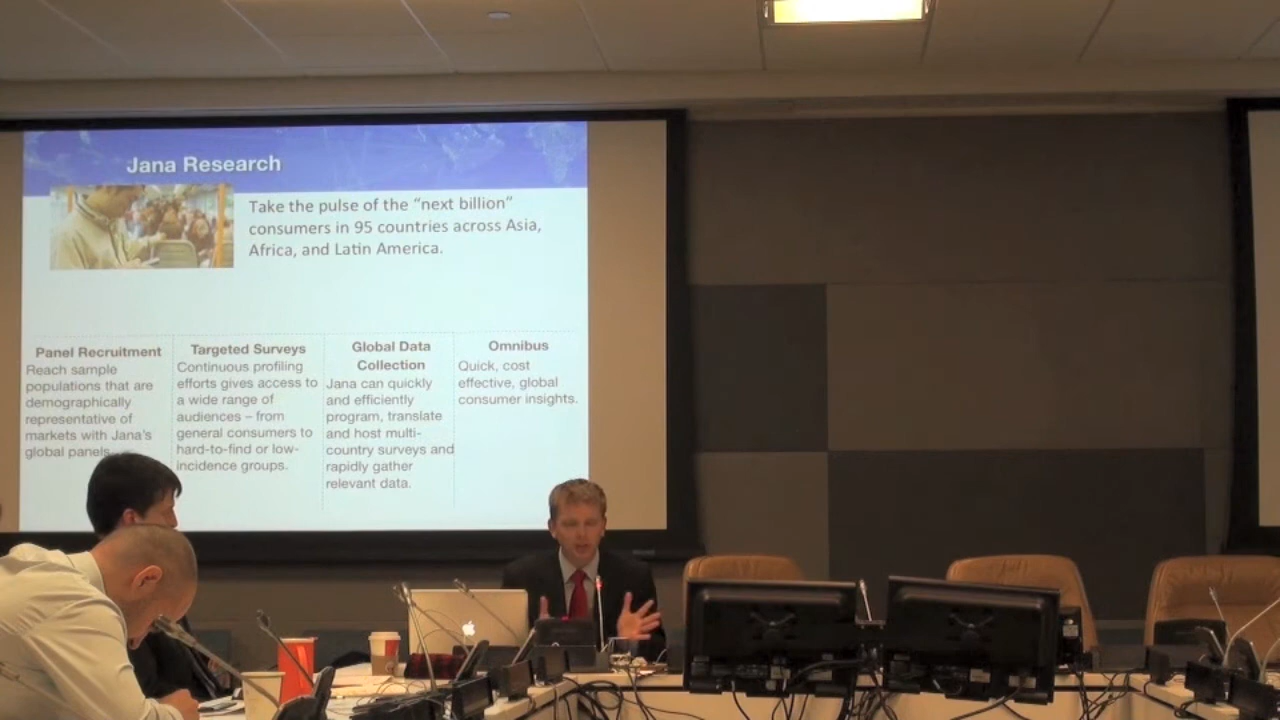 Jana Research
Take the pulse of the “next billion”
consumers in 95 countries across Asia,
Africa, and Latin America.
Panel Recruitment
Reach sample
populations that are
demographically
representative of
markets with Jana’s
global panels.
Targeted Surveys
Continuous profiling
efforts gives access to
a wide range of
audiences – from
general consumers to
hard-to-find or low-
incidence groups.
Global Data
Collection
Jana can quickly
and efficiently
program, translate
and host multi-
country surveys and
rapidly gather
relevant data.
Omnibus
Quick, cost
effective, global
consumer insights.